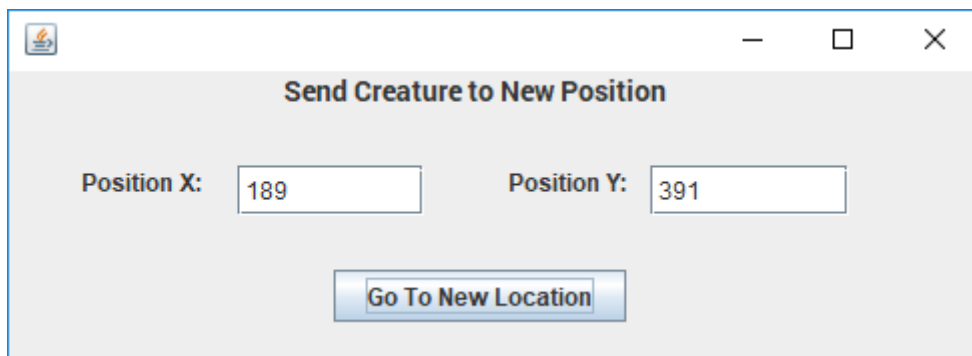 Send Creature to New Position
Position X: 189 Position Y: 391
Go To New Location